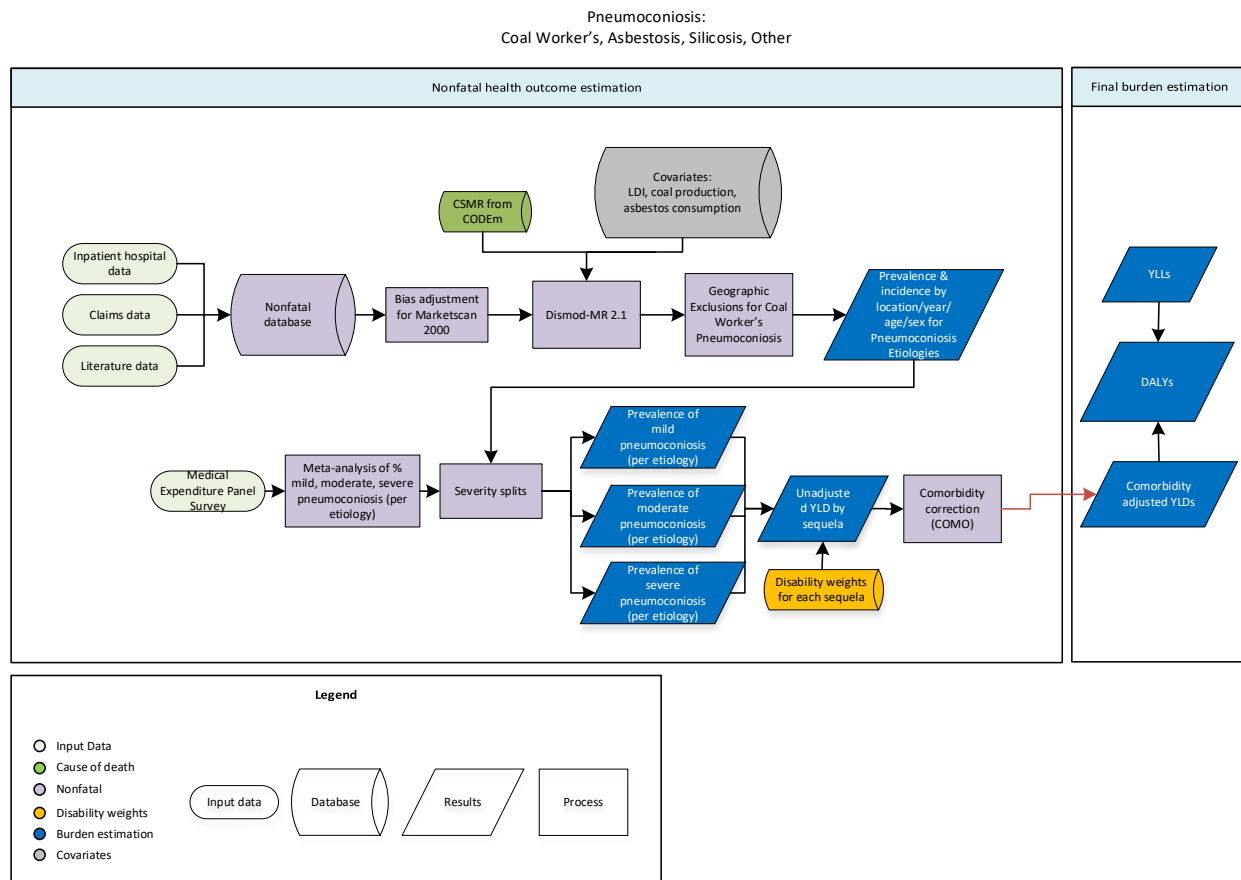 Pneumoconiosis:
Coal Worker's, Asbestosis, Silicosis, Other
Nonfatal health outcome estimation
Final burden estimation
Covariates:
LDI, coal production,
asbestos consumption
CSMR from
CODEm
Inpatient hospital
data
Claims data
Literature data
Nonfatal
database
Bias adjustment
for Marketscan
2000
Dismod-MR 2.1
Geographic
Exclusions for Coal
Worker's
Pneumoconiosis
Prevalence &
incidence by
location/year/
age/sex for
Pneumoconiosis
Etiologies
YLLs
DALYs
Comorbidity
adjusted YLDs
Medical
Expenditure Panel
Survey
Meta-analysis of %
mild, moderate, severe
pneumoconiosis (per
etiology)
Severity splits
Prevalence of
mild
pneumoconiosis
(per etiology)
Prevalence of
moderate
pneumoconiosis
(per etiology)
Prevalence of
severe
pneumoconiosis
(per etiology)
Unadjuste
d YLD by
sequela
Disability weights
for each sequela
Comorbidity
correction
(COMO)
Legend
Input Data
Cause of death
Nonfatal
Disability weights
Burden estimation
Covariates
Input data
Database
Results
Process